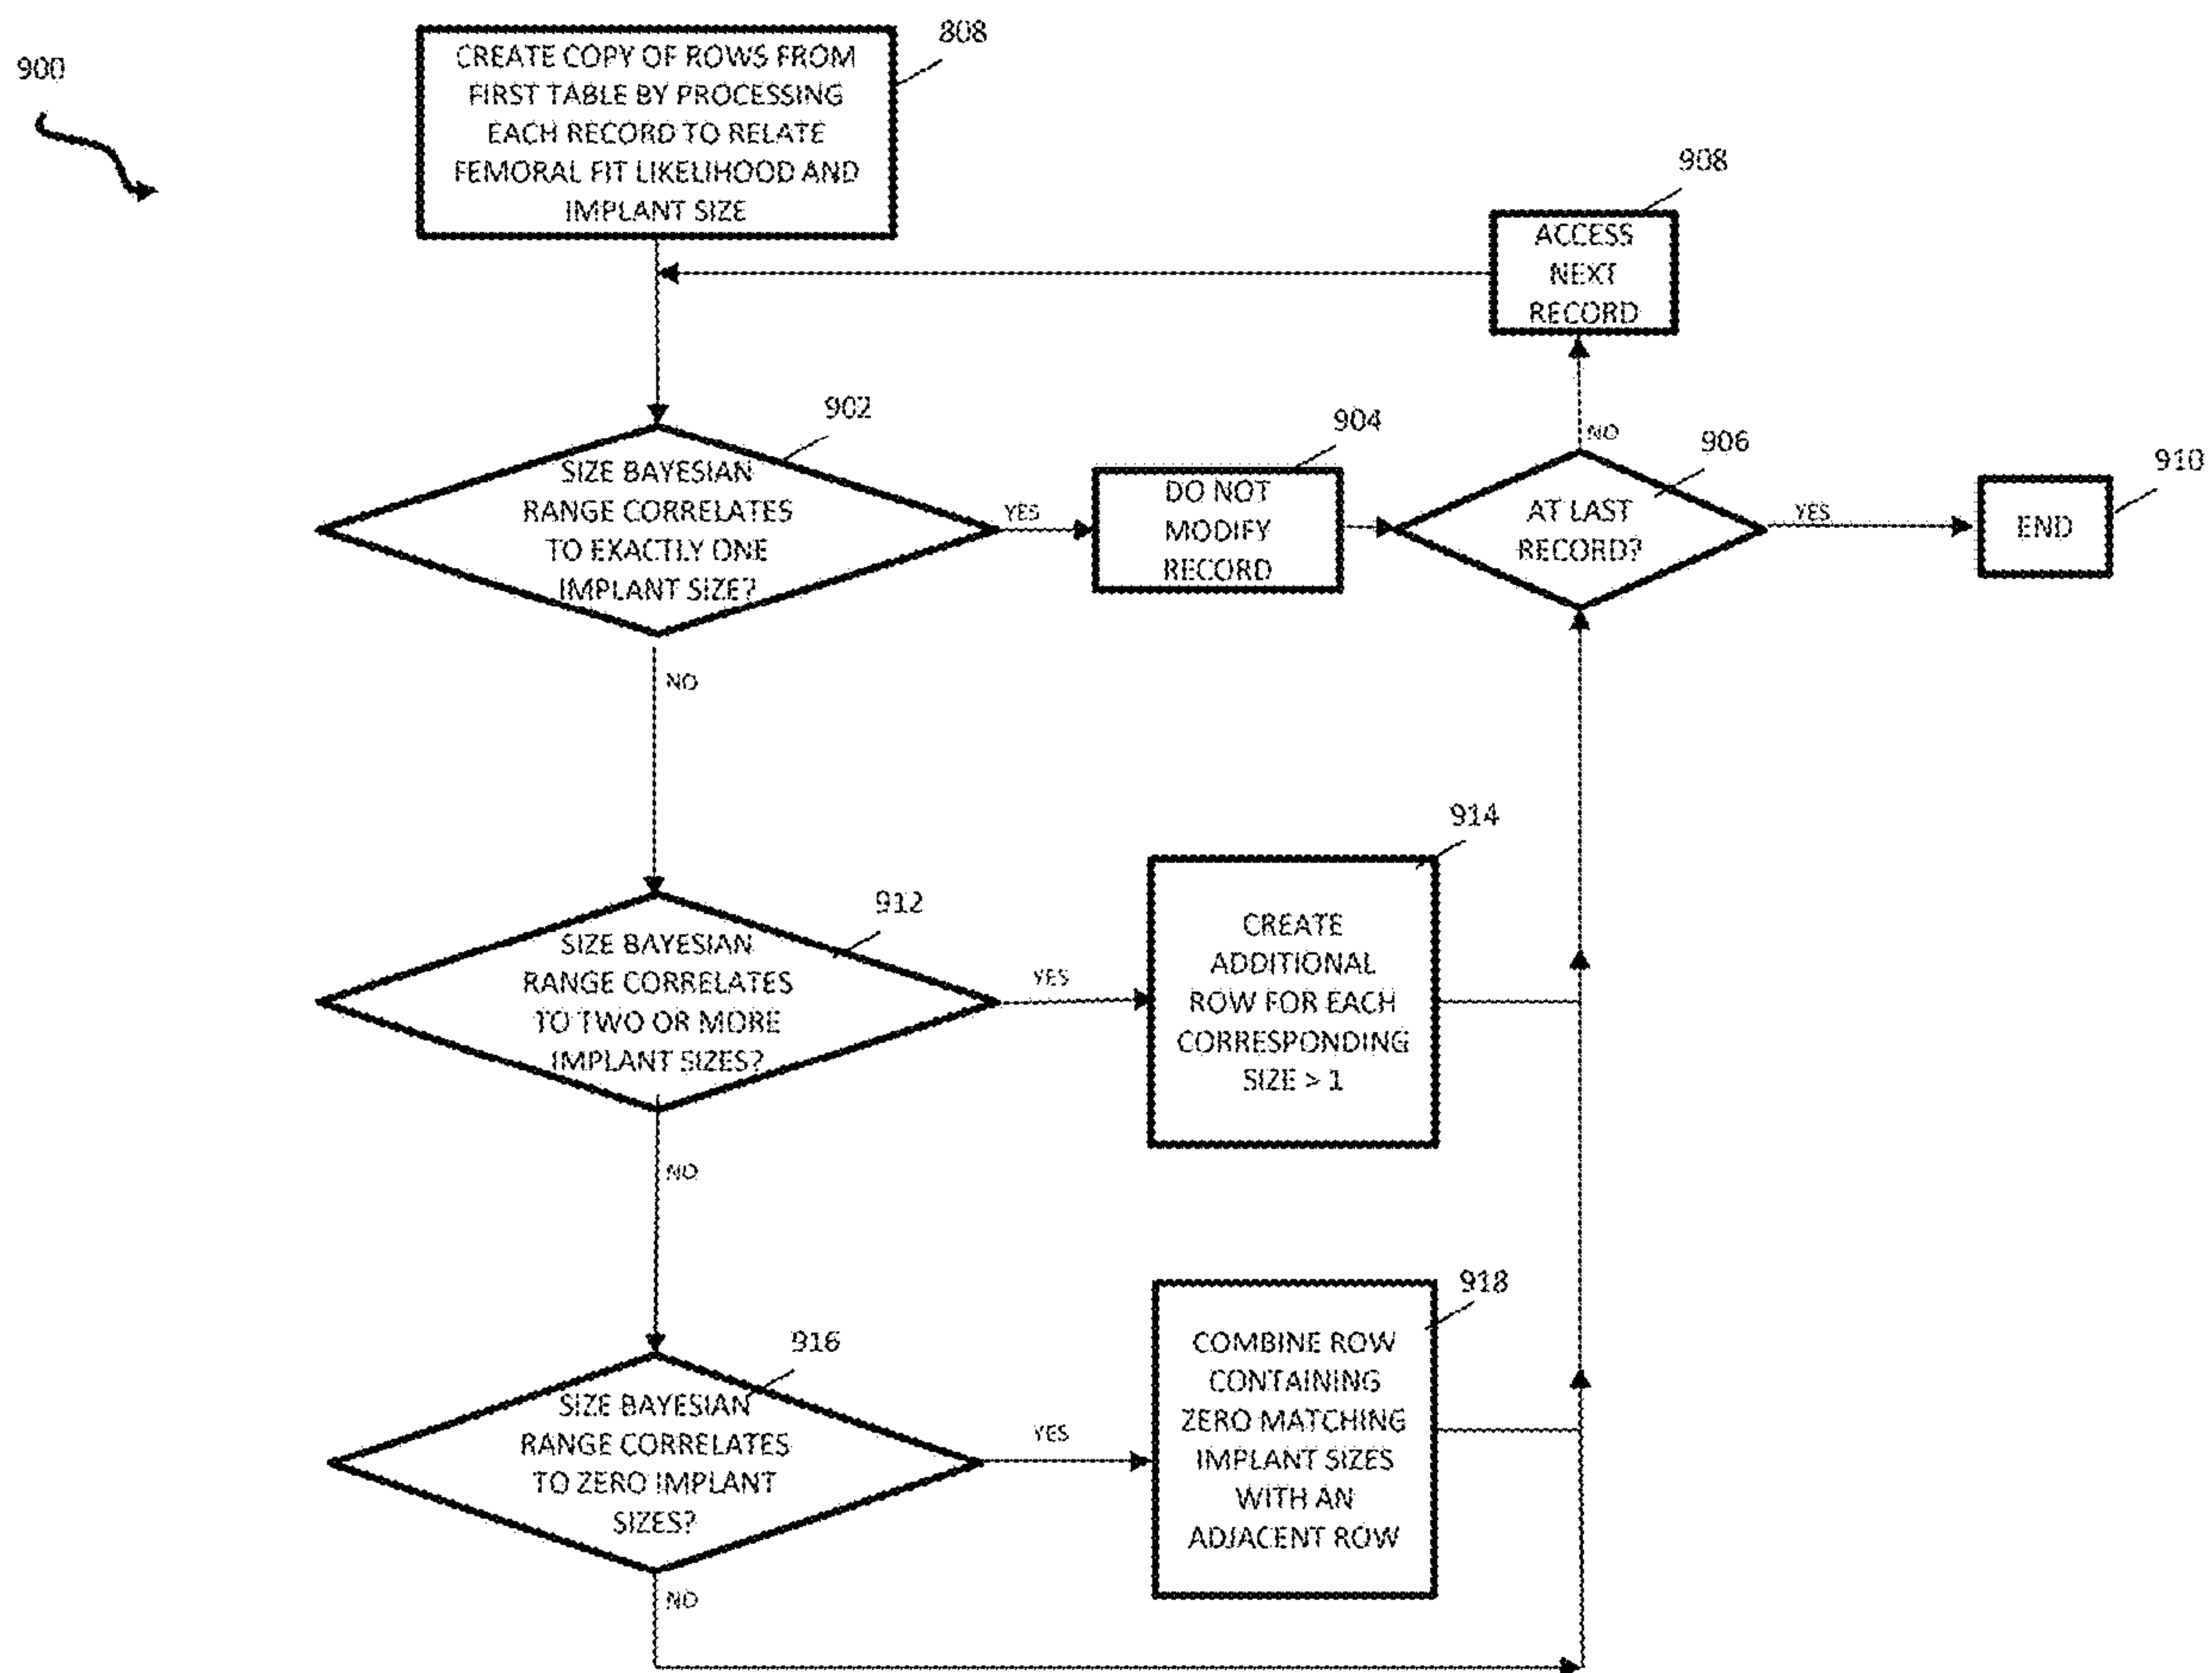 900
808
CREATE COPY OF ROWS FROM
FIRST TABLE BY PROCESSING
EACH RECORD TO RELATE
FEMORAL FIT LIKELIHOOD AND
IMPLANT SIZE
908
ACCESS
NEXT
RECORD
902
SIZE BAYESIAN
RANGE CORRELATES
TO EXACTLY ONE
IMPLANT SIZE?
YES
NO
904
DO NOT
MODIFY
RECORD
906
AT LAST
RECORD?
NO
YES
910
END
912
SIZE BAYESIAN
RANGE CORRELATES
TO TWO OR MORE
IMPLANT SIZES?
YES
NO
914
CREATE
ADDITIONAL
ROW FOR EACH
CORRESPONDING
SIZE > 1
916
SIZE BAYESIAN
RANGE CORRELATES
TO ZERO IMPLANT
SIZES?
YES
NO
918
COMBINE ROW
CONTAINING
ZERO MATCHING
IMPLANT SIZES
WITH AN
ADJACENT ROW